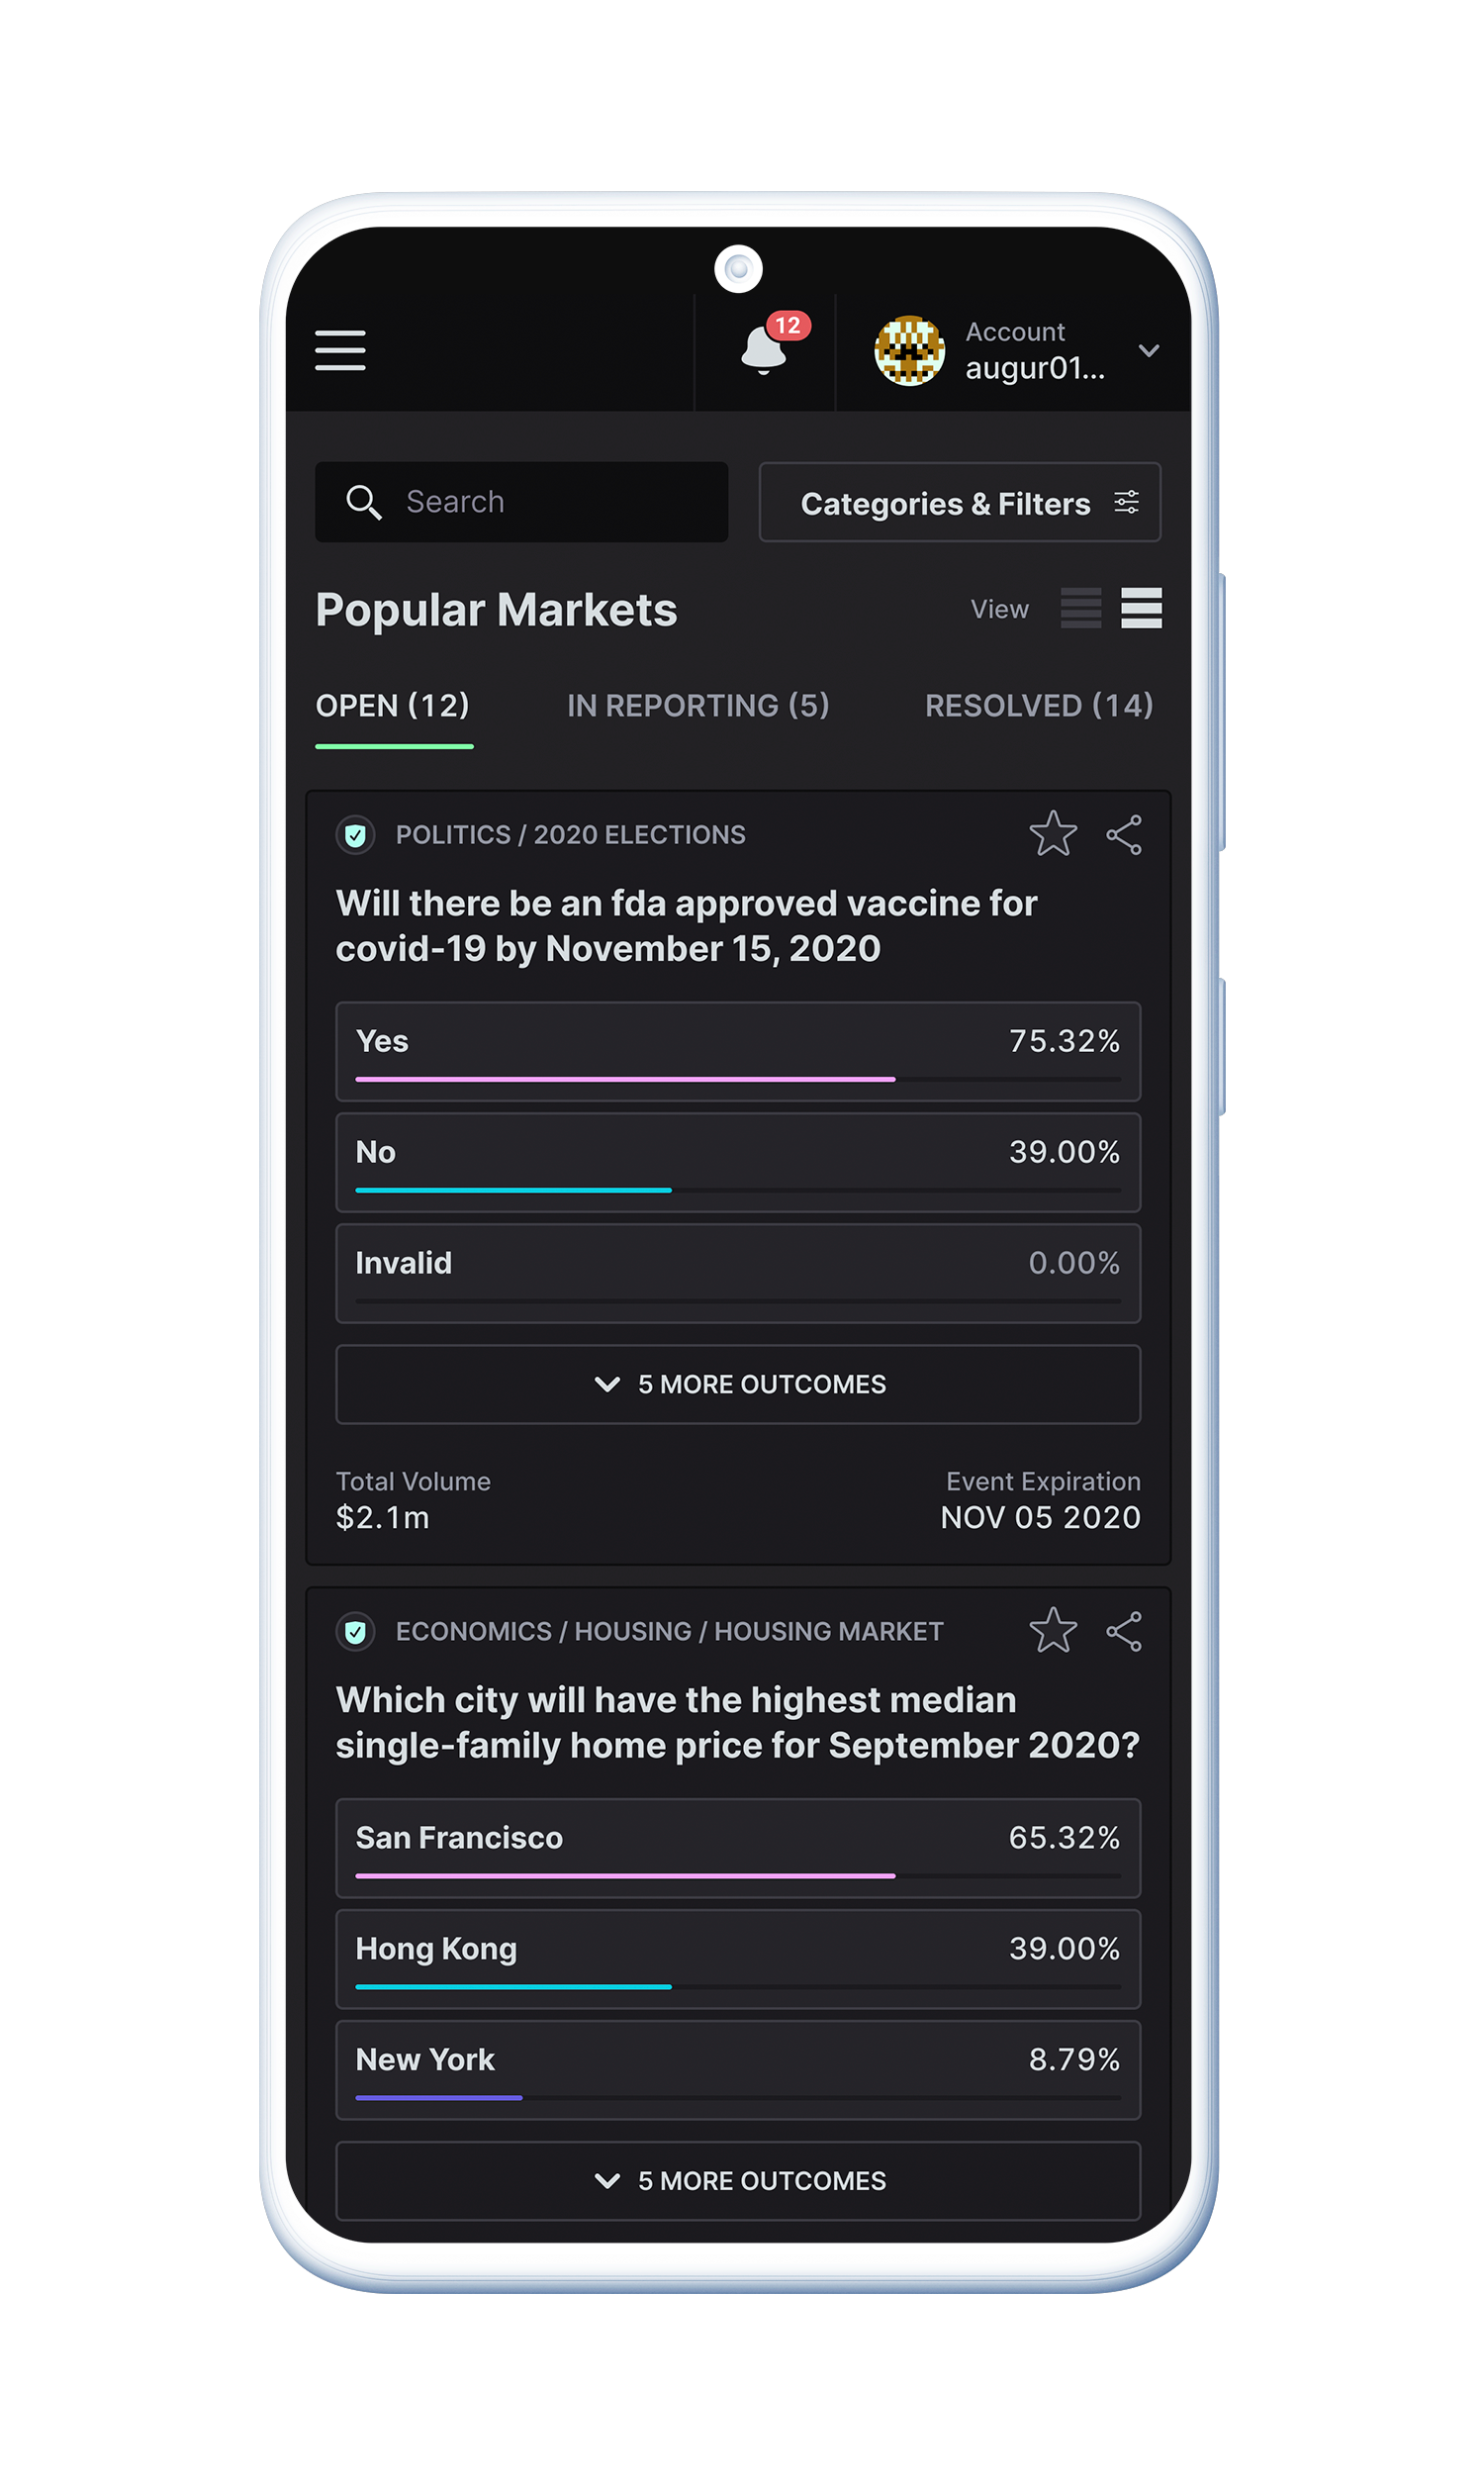 12
Account
augur01...
Search
Categories & Filters
Popular Markets
View
OPEN (12)
IN REPORTING (5)
RESOLVED (14)
POLITICS / 2020 ELECTIONS
Will there be an fda approved vaccine for
covid-19 by November 15, 2020
Yes
75.32%
No
39.00%
Invalid
0.00%
5 MORE OUTCOMES
Total Volume
Event Expiration
$2.1m
NOV 05 2020
ECONOMICS / HOUSING / HOUSING MARKET
Which city will have the highest median
single-family home price for September 2020?
San Francisco
65.32%
Hong Kong
39.00%
New York
8.79%
5 MORE OUTCOMES